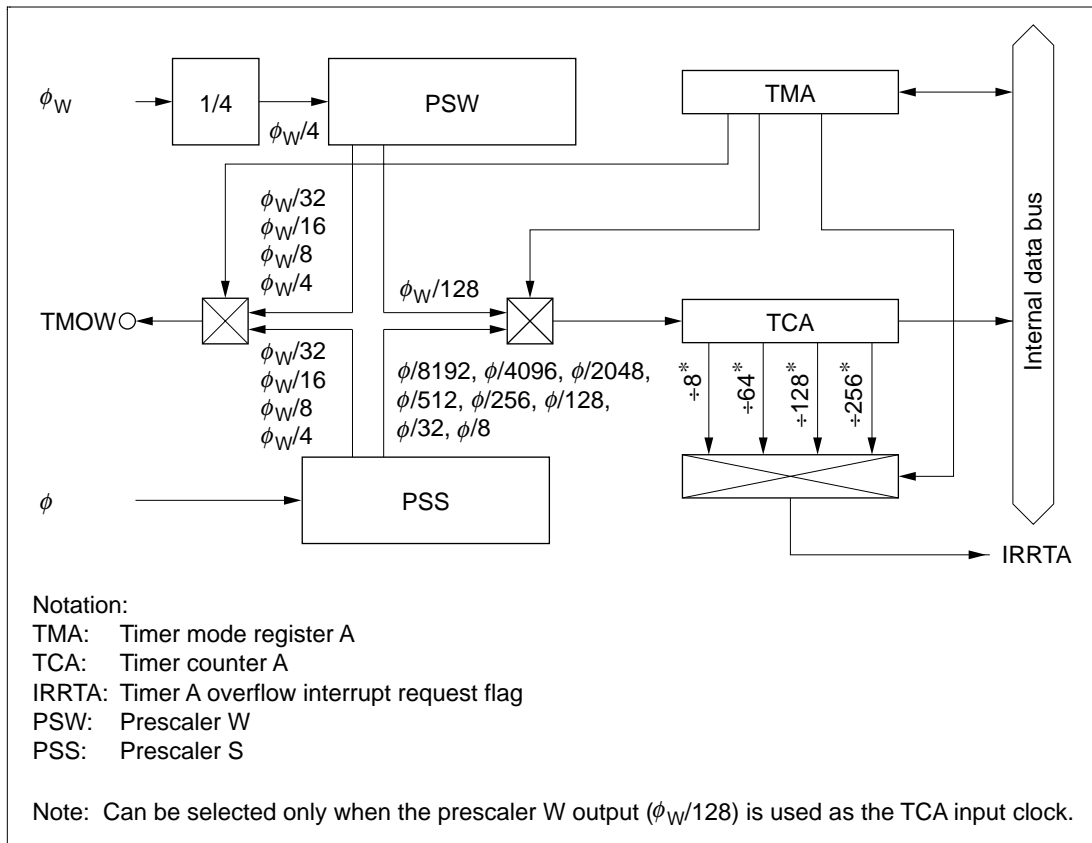 ϕW
1/4
ϕW/4
PSW
TMA
Internal data bus
ϕW/32
ϕW/16
ϕW/8
ϕW/4
ϕW/128
TMOW
TCA
ϕW/32
ϕW/16
ϕW/8
ϕW/4
ϕ/8192, ϕ/4096, ϕ/2048,
ϕ/512, ϕ/256, ϕ/128,
ϕ/32, ϕ/8
÷8*
÷64*
÷128*
÷256*
ϕ
PSS
IRRTA
Notation:
TMA: Timer mode register A
TCA: Timer counter A
IRRTA: Timer A overflow interrupt request flag
PSW: Prescaler W
PSS: Prescaler S
Note: Can be selected only when the prescaler W output (ϕW/128) is used as the TCA input clock.